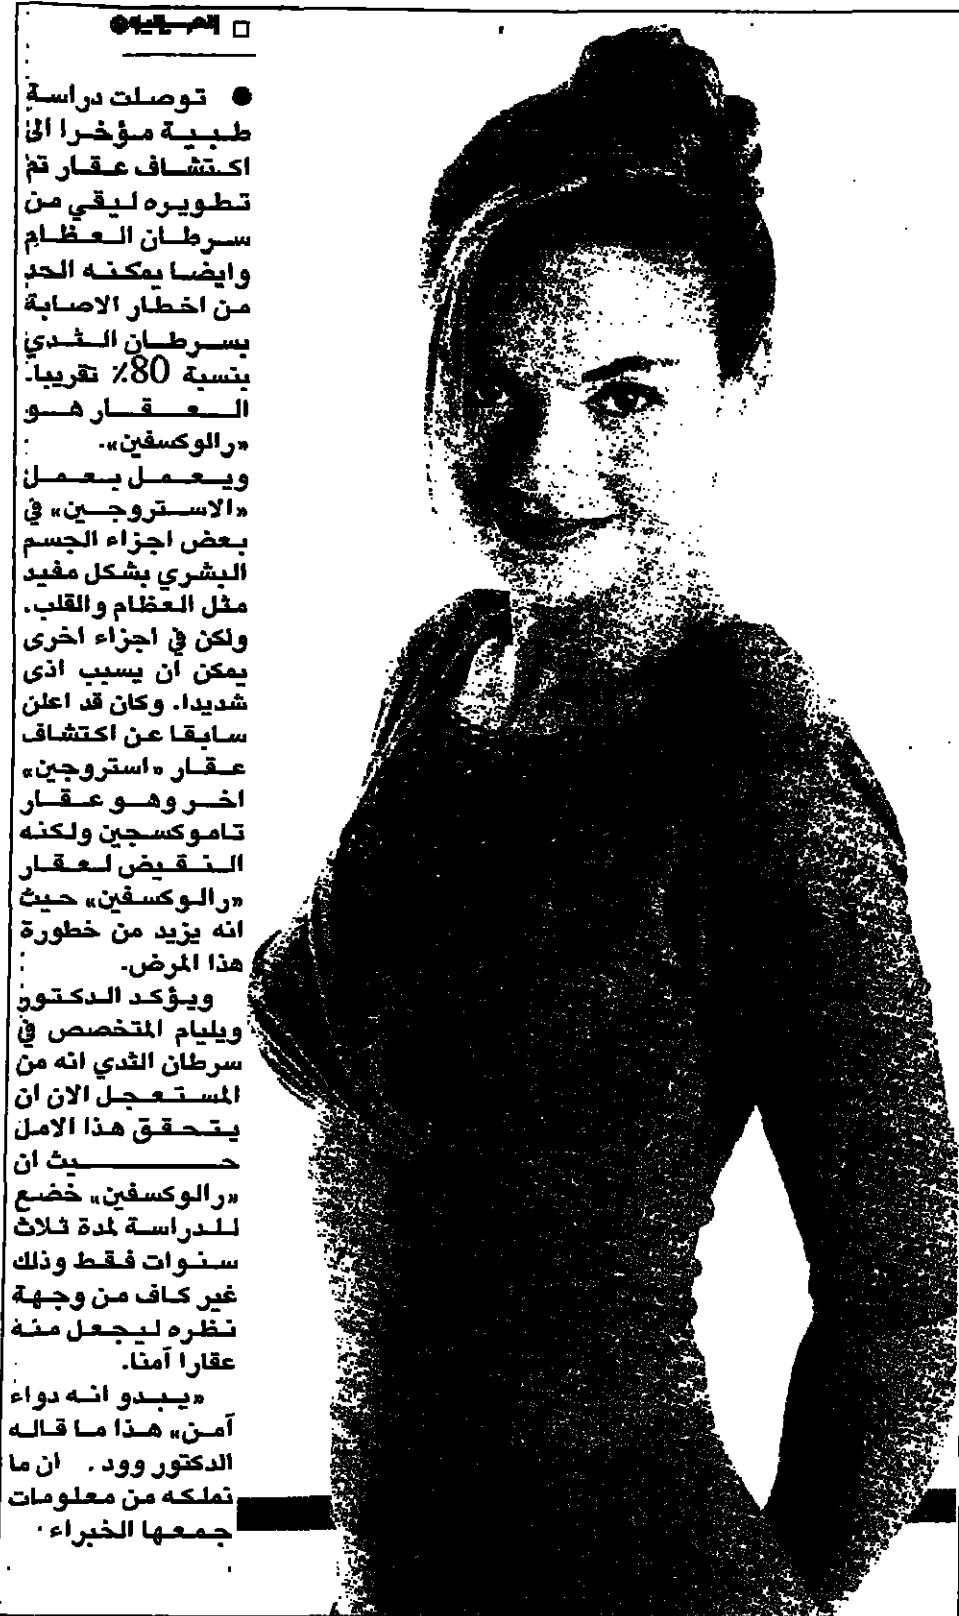 ● توصلت دراسة
طبية مؤخرا الى
اكتشاف عقار تم
تطويره ليقي من
سرطان العظام
وايضا يمكنه الحد
من اخطار الاصابة
بسرطان الثدي
بنسبة 80٪ تقريبا.
العقار هو
«رالوكسفين».
ويعمل بعمل
«الاستروجين» في
بعض اجزاء الجسم
البشري بشكل مفيد
مثل العظام والقلب.
ولكن في اجزاء اخرى
يمكن ان يسبب اذى
شديدا. وكان قد اعلن
سابقا عن اكتشاف
عقار «استروجين»
اخر وهو عقار
تاموكسجين ولكنه
النقيض لعقار
«رالوكسفين» حيث
انه يزيد من خطورة
هذا المرض.
ويؤكد الدكتور
ويليام المتخصص في
سرطان الثدي انه من
المستعجل الان ان
يتحقق هذا الامل
حيث ان
«رالوكسفين» خضع
للدراسة لمدة ثلاث
سنوات فقط وذلك
غير كاف من وجهة
نظره ليجعل منه
عقارا آمنا.
«يبدو انه دواء
آمن» هذا ما قاله
الدكتور وود. ان ما
نملكه من معلومات
جمعها الخبراء